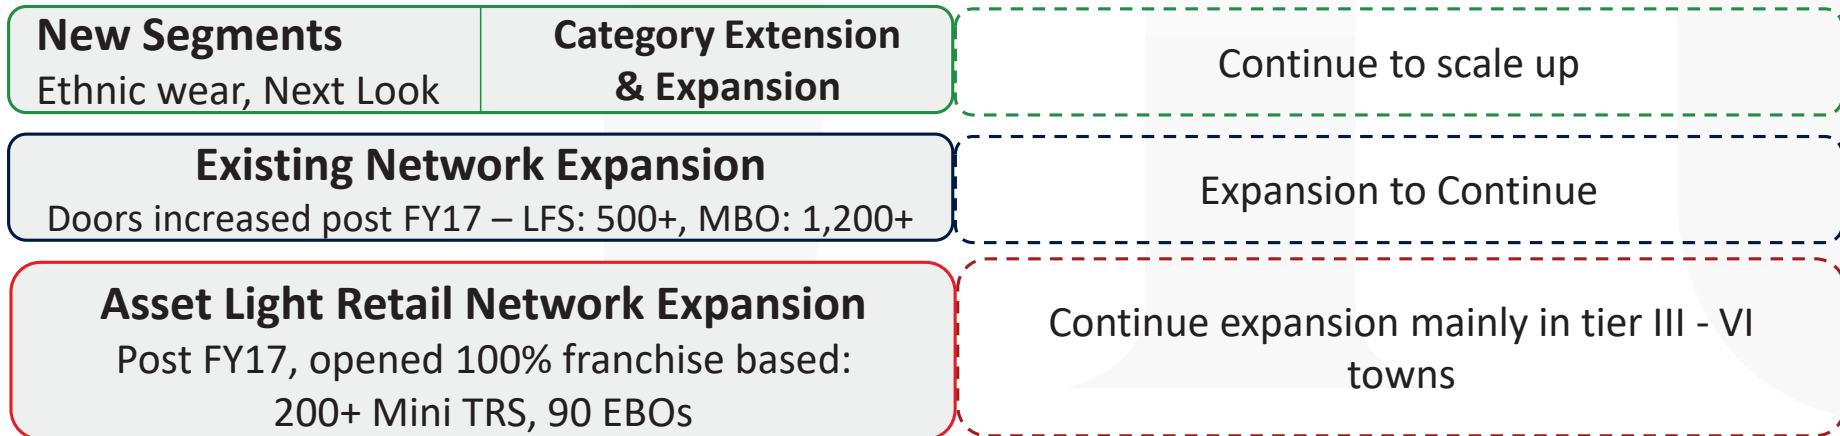 New Segments
Ethnic wear, Next Look
Category Extension
& Expansion
Continue to scale up
Existing Network Expansion
Doors increased post FY17 – LFS: 500+, MBO: 1,200+
Expansion to Continue
Asset Light Retail Network Expansion
Post FY17, opened 100% franchise based:
200+ Mini TRS, 90 EBOs
Continue expansion mainly in tier III - VI
towns